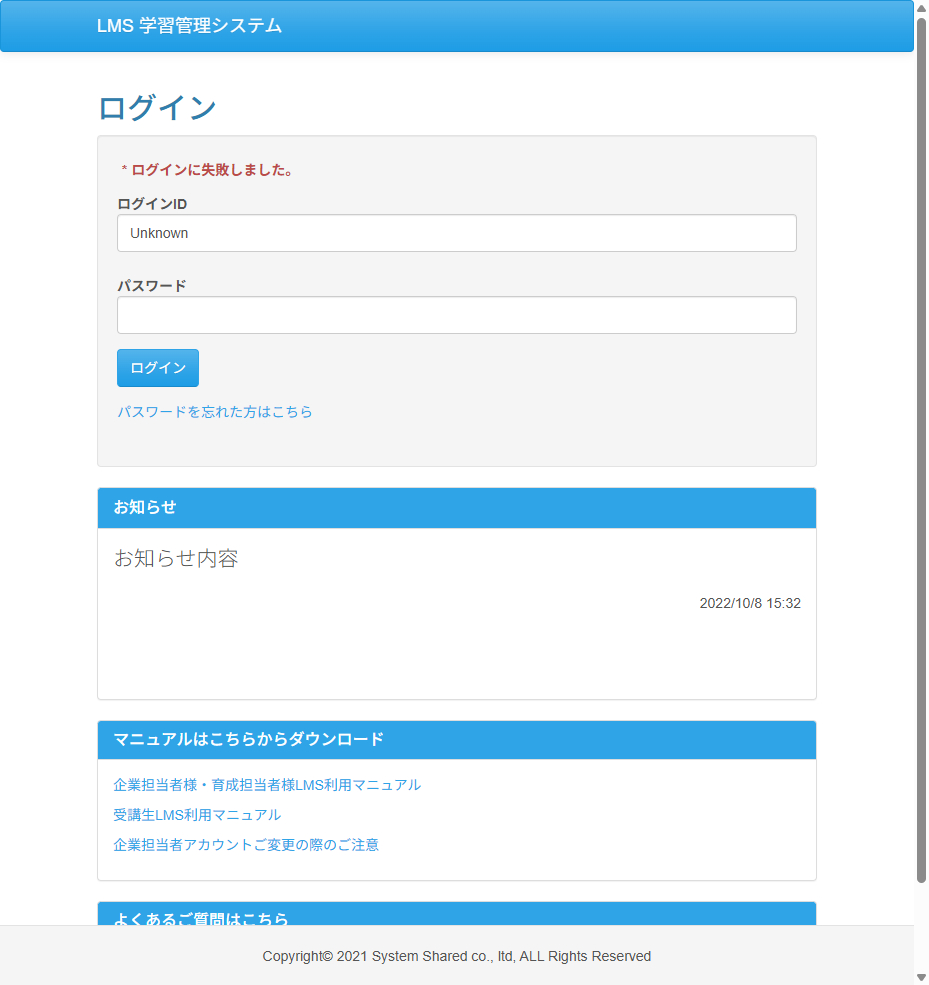 LMS 学習管理システム
ログイン
* ログインに失敗しました。
ログインID
Unknown
パスワード
ログイン
パスワードを忘れた方はこちら
お知らせ
お知らせ内容
2022/10/8 15:32
マニュアルはこちらからダウンロード
企業担当者様・育成担当者様LMS利用マニュアル
受講生LMS利用マニュアル
企業担当者アカウントご変更の際のご注意
よくあるご質問はこちら
Copyright© 2021 System Shared co., ltd, ALL Rights Reserved